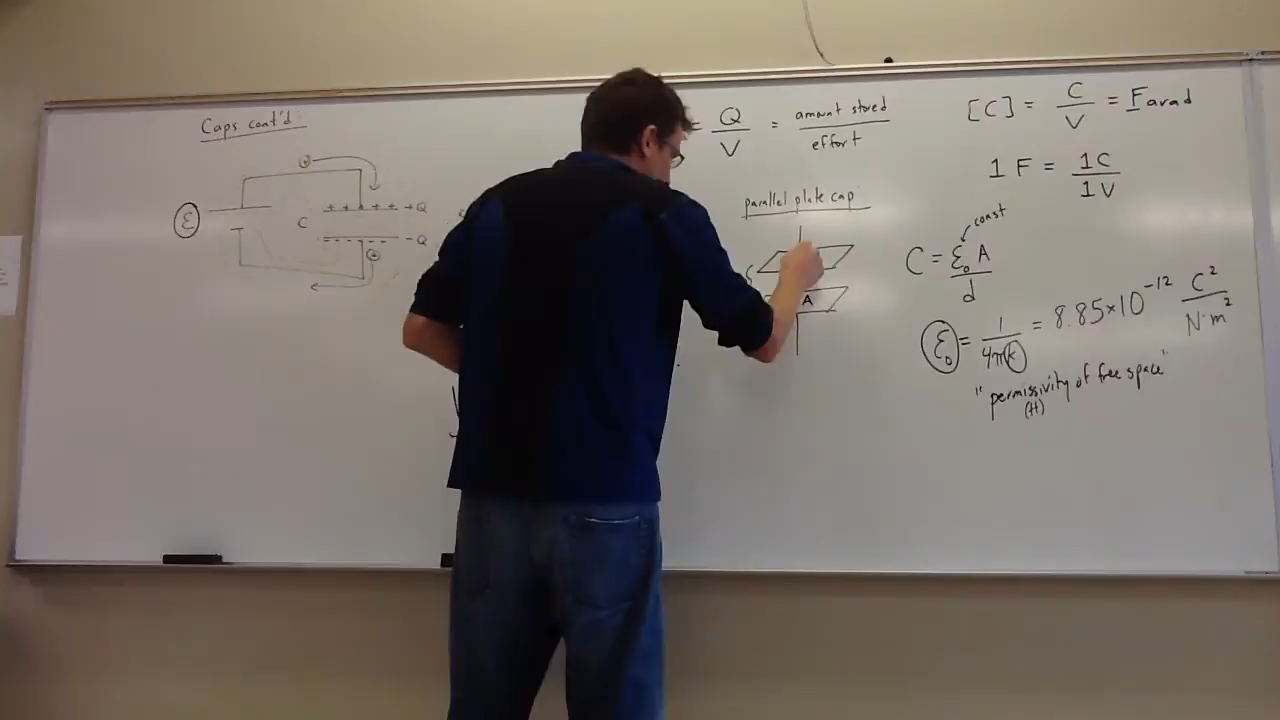 Caps cont'd:
ε
C
+ + + + + +Q
- - - - - - -Q
+
+
= Q/V = amount stored/effort
parallel plate cap
A
[C] = C/V = Farad
1 F = 1C/1V
const
C = ε₀ A/d
ε₀ = 1/4πk = 8.85×10⁻¹² C²/N·m²
"permissivity of free space"
(tt)